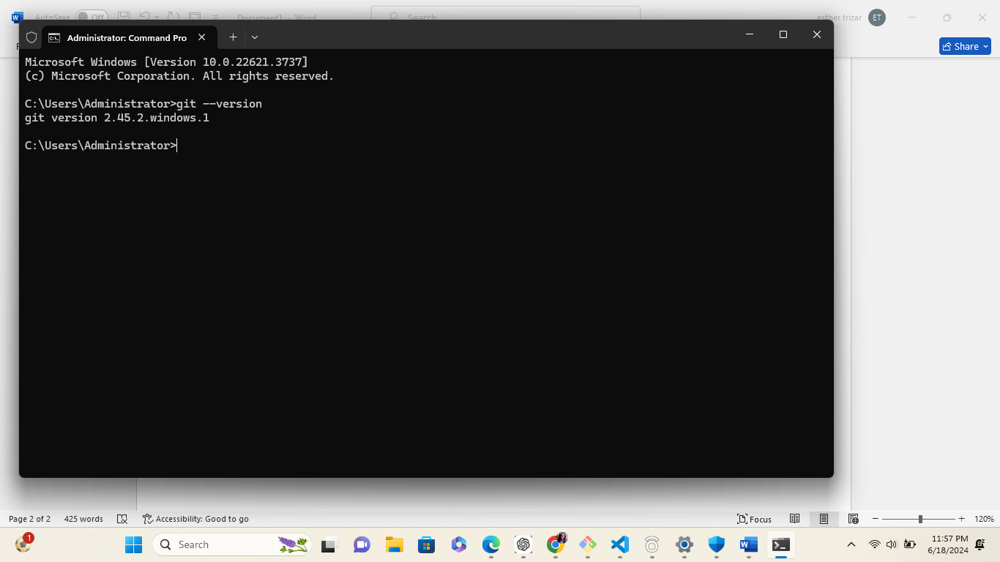 AutoSave Off Document1 - Word Search esther trizar ET
Share
Administrator: Command Pro
Microsoft Windows [Version 10.0.22621.3737]
(c) Microsoft Corporation. All rights reserved.
C:\Users\Administrator>git --version
git version 2.45.2.windows.1
C:\Users\Administrator>
Page 2 of 2 425 words Accessibility: Good to go Focus 120%
1 Search 11:57 PM
6/18/2024